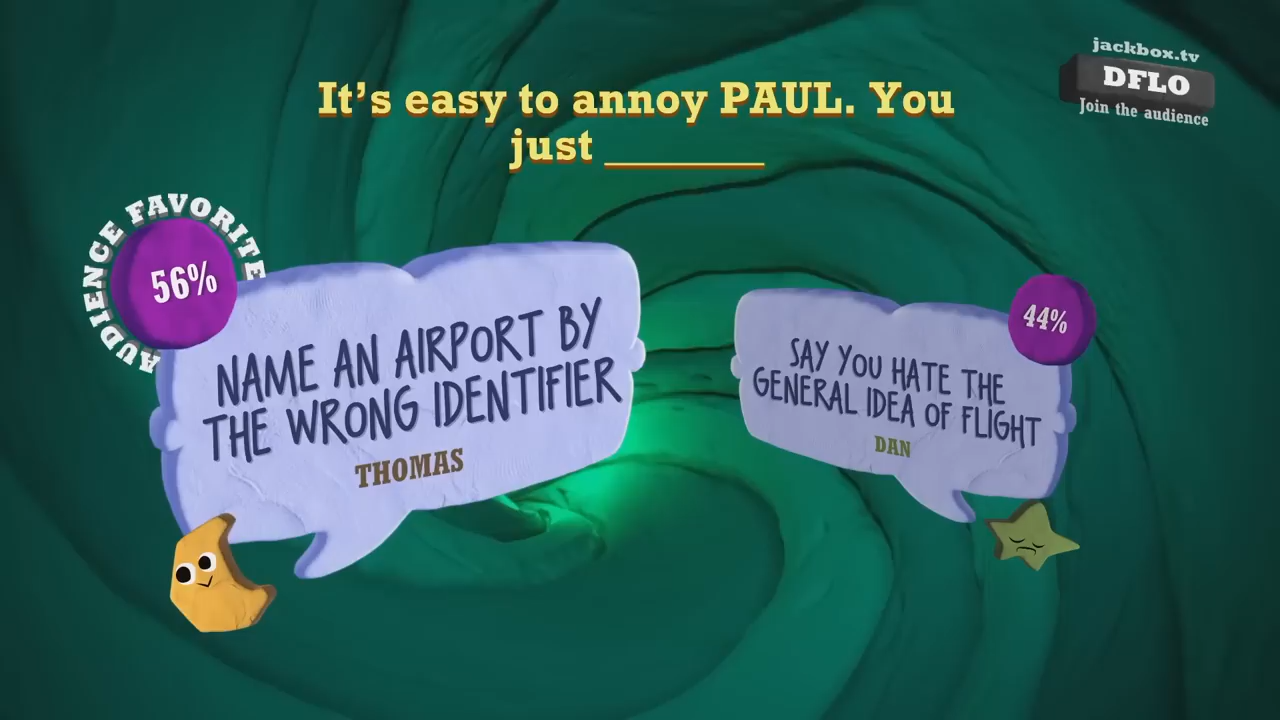 jackbox.tv
DFLO
Join the audience
It's easy to annoy PAUL. You
just ________
AUDIENCE FAVORITE
56%
NAME AN AIRPORT BY
THE WRONG IDENTIFIER
THOMAS
44%
SAY YOU HATE THE
GENERAL IDEA OF FLIGHT
DAN